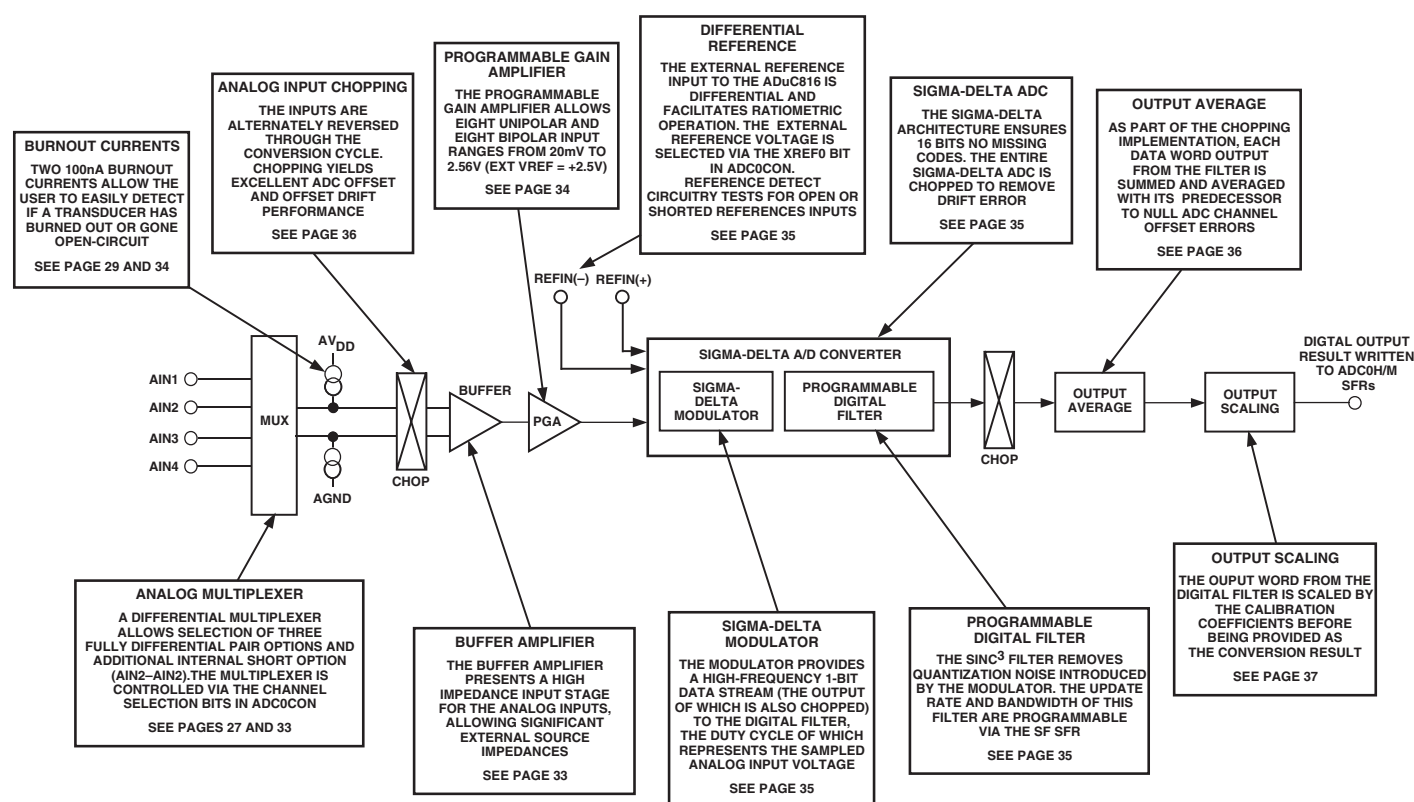 BURNOUT CURRENTS
TWO 100nA BURNOUT
CURRENTS ALLOW THE
USER TO EASILY DETECT
IF A TRANSDUCER HAS
BURNED OUT OR GONE
OPEN-CIRCUIT
SEE PAGE 29 AND 34
ANALOG INPUT CHOPPING
THE INPUTS ARE
ALTERNATELY REVERSED
THROUGH THE
CONVERSION CYCLE.
CHOPPING YIELDS
EXCELLENT ADC OFFSET
AND OFFSET DRIFT
PERFORMANCE
SEE PAGE 36
PROGRAMMABLE GAIN
AMPLIFIER
THE PROGRAMMABLE
GAIN AMPLIFIER ALLOWS
EIGHT UNIPOLAR AND
EIGHT BIPOLAR INPUT
RANGES FROM 20mV TO
2.56V (EXT VREF = +2.5V)
SEE PAGE 34
DIFFERENTIAL
REFERENCE
THE EXTERNAL REFERENCE
INPUT TO THE ADuC816 IS
DIFFERENTIAL AND
FACILITATES RATIOMETRIC
OPERATION. THE EXTERNAL
REFERENCE VOLTAGE IS
SELECTED VIA THE XREF0 BIT
IN ADC0CON.
REFERENCE DETECT
CIRCUITRY TESTS FOR OPEN OR
SHORTED REFERENCES INPUTS
SEE PAGE 35
SIGMA-DELTA ADC
THE SIGMA-DELTA
ARCHITECTURE ENSURES
16 BITS NO MISSING
CODES. THE ENTIRE
SIGMA-DELTA ADC IS
CHOPPED TO REMOVE
DRIFT ERROR
SEE PAGE 35
OUTPUT AVERAGE
AS PART OF THE CHOPPING
IMPLEMENTATION, EACH
DATA WORD OUTPUT
FROM THE FILTER IS
SUMMED AND AVERAGED
WITH ITS PREDECESSOR
TO NULL ADC CHANNEL
OFFSET ERRORS
SEE PAGE 36
REFIN(–) REFIN(+)
AIN1
AIN2
AIN3
AIN4
MUX
AVDD
AGND
CHOP
BUFFER
PGA
SIGMA-DELTA A/D CONVERTER
SIGMA-
DELTA
MODULATOR
PROGRAMMABLE
DIGITAL
FILTER
CHOP
OUTPUT
AVERAGE
OUTPUT
SCALING
DIGTAL OUTPUT
RESULT WRITTEN
TO ADC0H/M
SFRs
ANALOG MULTIPLEXER
A DIFFERENTIAL MULTIPLEXER
ALLOWS SELECTION OF THREE
FULLY DIFFERENTIAL PAIR OPTIONS AND
ADDITIONAL INTERNAL SHORT OPTION
(AIN2–AIN2).THE MULTIPLEXER IS
CONTROLLED VIA THE CHANNEL
SELECTION BITS IN ADC0CON
SEE PAGES 27 AND 33
BUFFER AMPLIFIER
THE BUFFER AMPLIFIER
PRESENTS A HIGH
IMPEDANCE INPUT STAGE
FOR THE ANALOG INPUTS,
ALLOWING SIGNIFICANT
EXTERNAL SOURCE
IMPEDANCES
SEE PAGE 33
SIGMA-DELTA
MODULATOR
THE MODULATOR PROVIDES
A HIGH-FREQUENCY 1-BIT
DATA STREAM (THE OUTPUT
OF WHICH IS ALSO CHOPPED)
TO THE DIGITAL FILTER,
THE DUTY CYCLE OF WHICH
REPRESENTS THE SAMPLED
ANALOG INPUT VOLTAGE
SEE PAGE 35
PROGRAMMABLE
DIGITAL FILTER
THE SINC3 FILTER REMOVES
QUANTIZATION NOISE INTRODUCED
BY THE MODULATOR. THE UPDATE
RATE AND BANDWIDTH OF THIS
FILTER ARE PROGRAMMABLE
VIA THE SF SFR
SEE PAGE 35
OUTPUT SCALING
THE OUPUT WORD FROM THE
DIGITAL FILTER IS SCALED BY
THE CALIBRATION
COEFFICIENTS BEFORE
BEING PROVIDED AS
THE CONVERSION RESULT
SEE PAGE 37